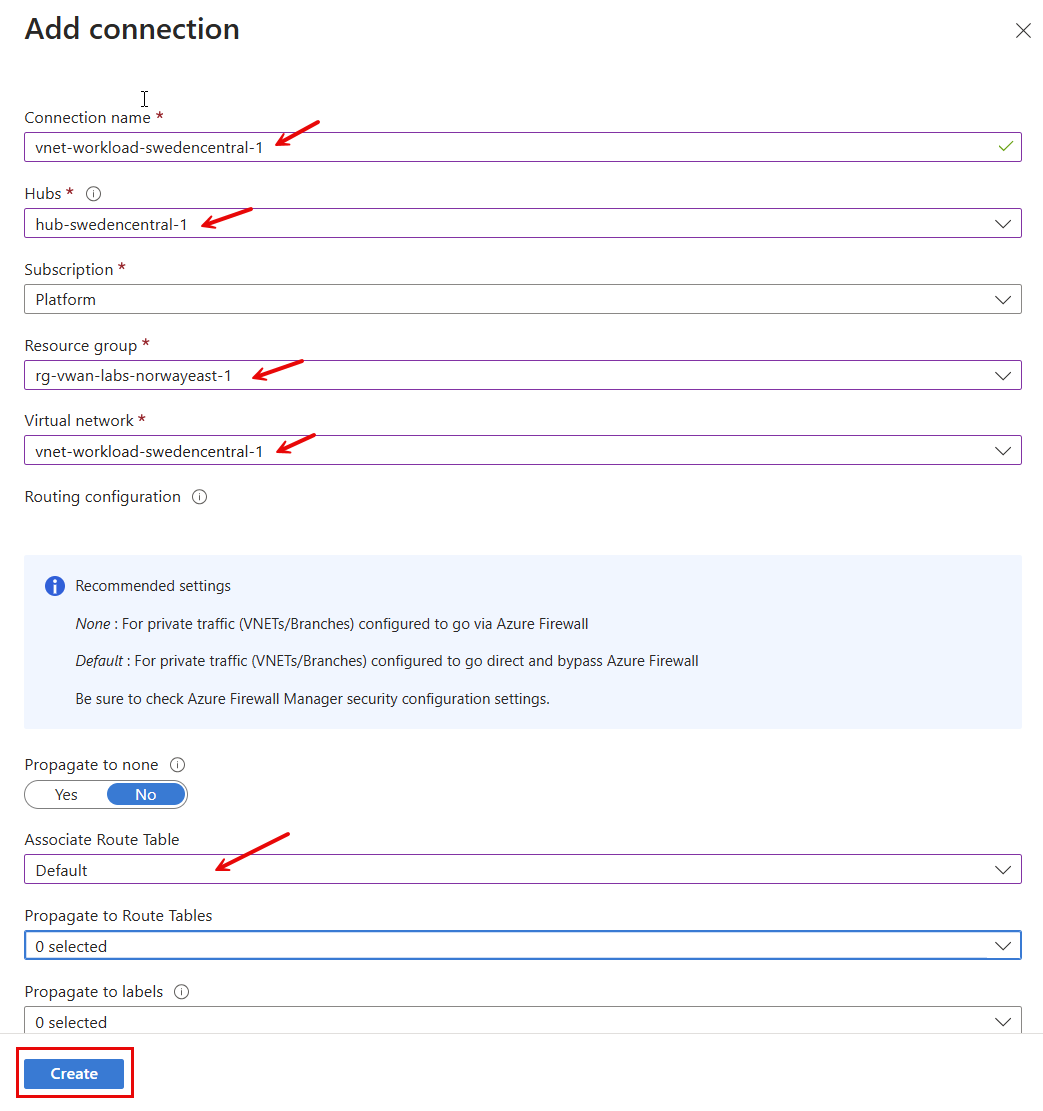 Add connection
Connection name *
vnet-workload-swedencentral-1
Hubs *
hub-swedencentral-1
Subscription *
Platform
Resource group *
rg-vwan-labs-norwayeast-1
Virtual network *
vnet-workload-swedencentral-1
Routing configuration
Recommended settings
None : For private traffic (VNETs/Branches) configured to go via Azure Firewall
Default : For private traffic (VNETs/Branches) configured to go direct and bypass Azure Firewall
Be sure to check Azure Firewall Manager security configuration settings.
Propagate to none
Yes No
Associate Route Table
Default
Propagate to Route Tables
0 selected
Propagate to labels
0 selected
Create